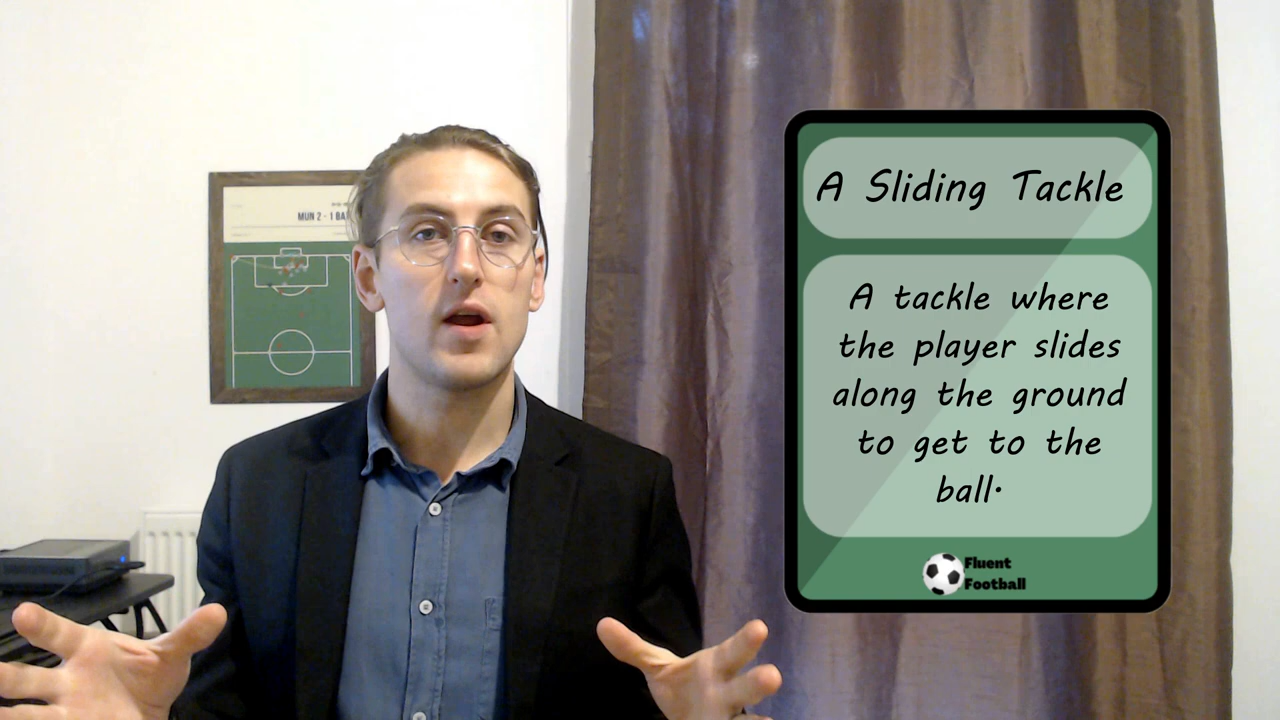 MUN 2 - 1 BA
A Sliding Tackle
A tackle where
the player slides
along the ground
to get to the
ball.
Fluent
Football